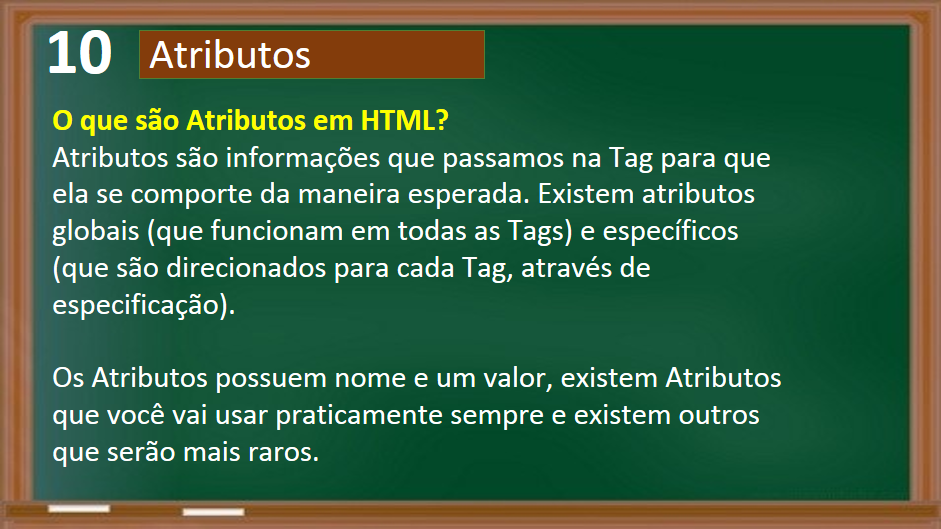 10 Atributos
O que são Atributos em HTML?
Atributos são informações que passamos na Tag para que
ela se comporte da maneira esperada. Existem atributos
globais (que funcionam em todas as Tags) e específicos
(que são direcionados para cada Tag, através de
especificação).
Os Atributos possuem nome e um valor, existem Atributos
que você vai usar praticamente sempre e existem outros
que serão mais raros.